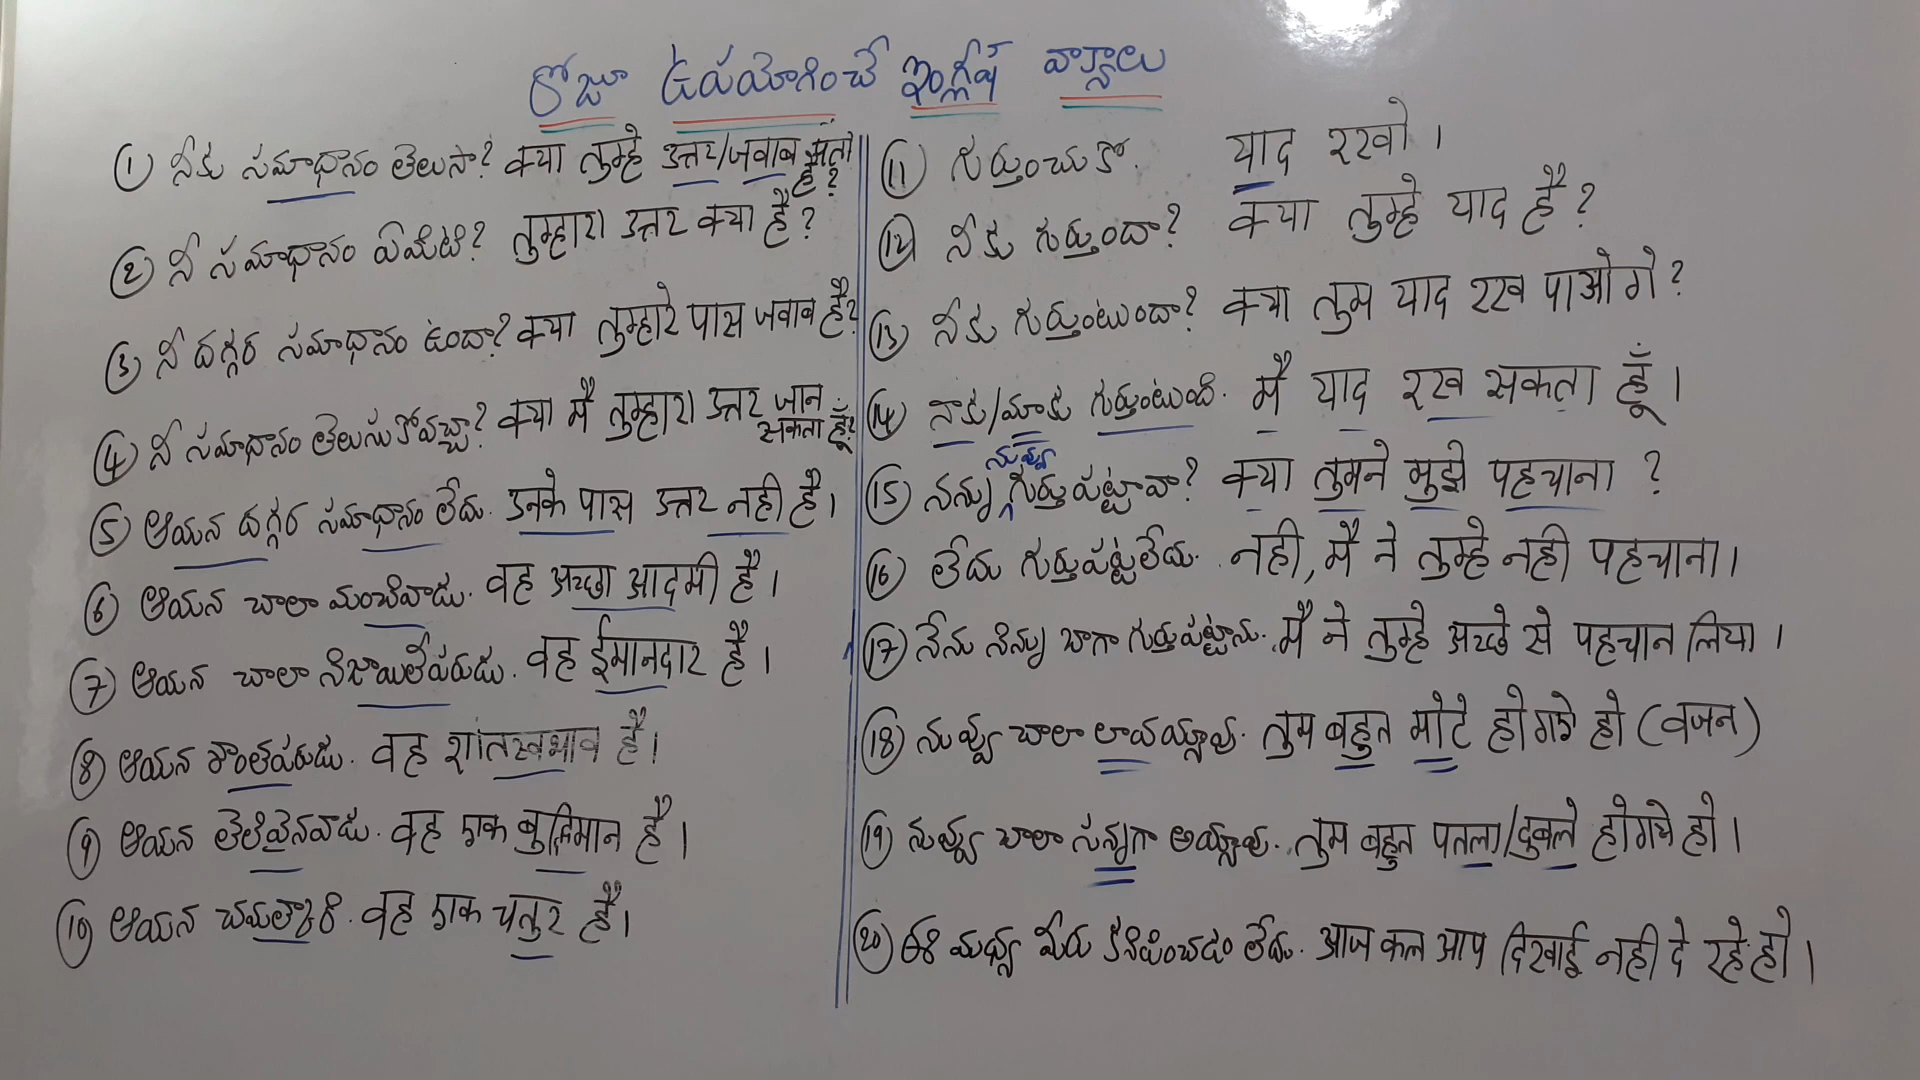 రోజూ ఉపయోగించే ఇంగ్లీష్ వాక్యాలు
① నీకు సమాధానం తెలుసా? क्या तुम्हे उत्तर/जवाब
है?
② నీ సమాధానం ఏమిటి? तुम्हारा उत्तर क्या है?
③ నీ దగ్గర సమాధానం ఉందా? क्या तुम्हारे पास जवाब है?
④ నీ సమాధానం తెలుసుకోవచ్చా? क्या मै तुम्हारा उत्तर जान
सकता हूँ?
⑤ ఆయన దగ్గర సమాధానం లేదు. उनके पास उत्तर नही है।
⑥ ఆయన చాలా మంచివాడు. वह अच्छा आदमी है।
⑦ ఆయన చాలా నిజాయితీపరుడు. वह ईमानदार है।
⑧ ఆయన శాంతపరుడు. वह शांतस्वभाव है।
⑨ ఆయన తెలివైనవాడు. वह एक बुद्धिमान है।
⑩ ఆయన చమత్కారి. वह एक चतुर है।
⑪ గుర్తుంచుకో. याद रखो।
⑫ నీకు గుర్తుందా? क्या तुम्हे याद है?
⑬ నీకు గుర్తుంటుందా? क्या तुम याद रख पाओगे?
⑭ నాకు/మాకు గుర్తుంటుంది. मै याद रख सकता हूँ।
నువ్వు
⑮ నన్ను గుర్తుపట్టావా? क्या तुमने मुझे पहचाना ?
⑯ లేదు గుర్తుపట్టలేదు. नही, मै ने तुम्हे नही पहचाना।
⑰ నేను నిన్ను బాగా గుర్తుపట్టాను. मै ने तुम्हे अच्छे से पहचान लिया।
⑱ నువ్వు చాలా లావయ్యావు. तुम बहुत मोटे हो गये हो (वजन)
⑲ నువ్వు చాలా సన్నగా అయ్యావు. तुम बहुत पतला/दुबले हो गये हो।
⑳ ఈ మధ్య మీరు కనిపించడం లేదు. आज कल आप दिखाई नही दे रहे हो।